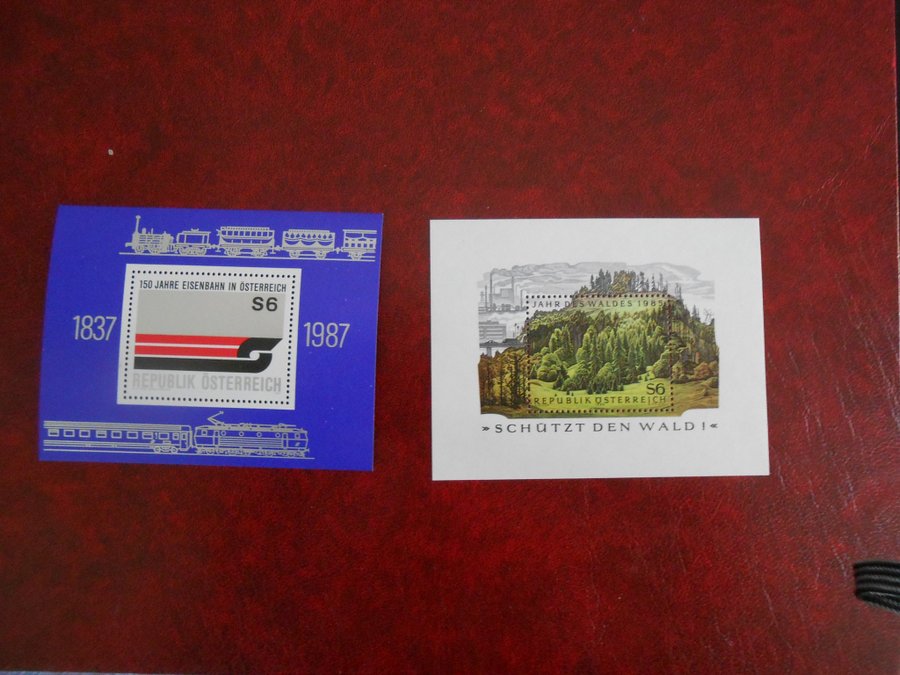 150 JAHRE EISENBAHN IN ÖSTERREICH
S6
1837
1987
REPUBLIK ÖSTERREICH
JAHR DES WALDES 1985
S6
REPUBLIK ÖSTERREICH
»SCHÜTZT DEN WALD!«